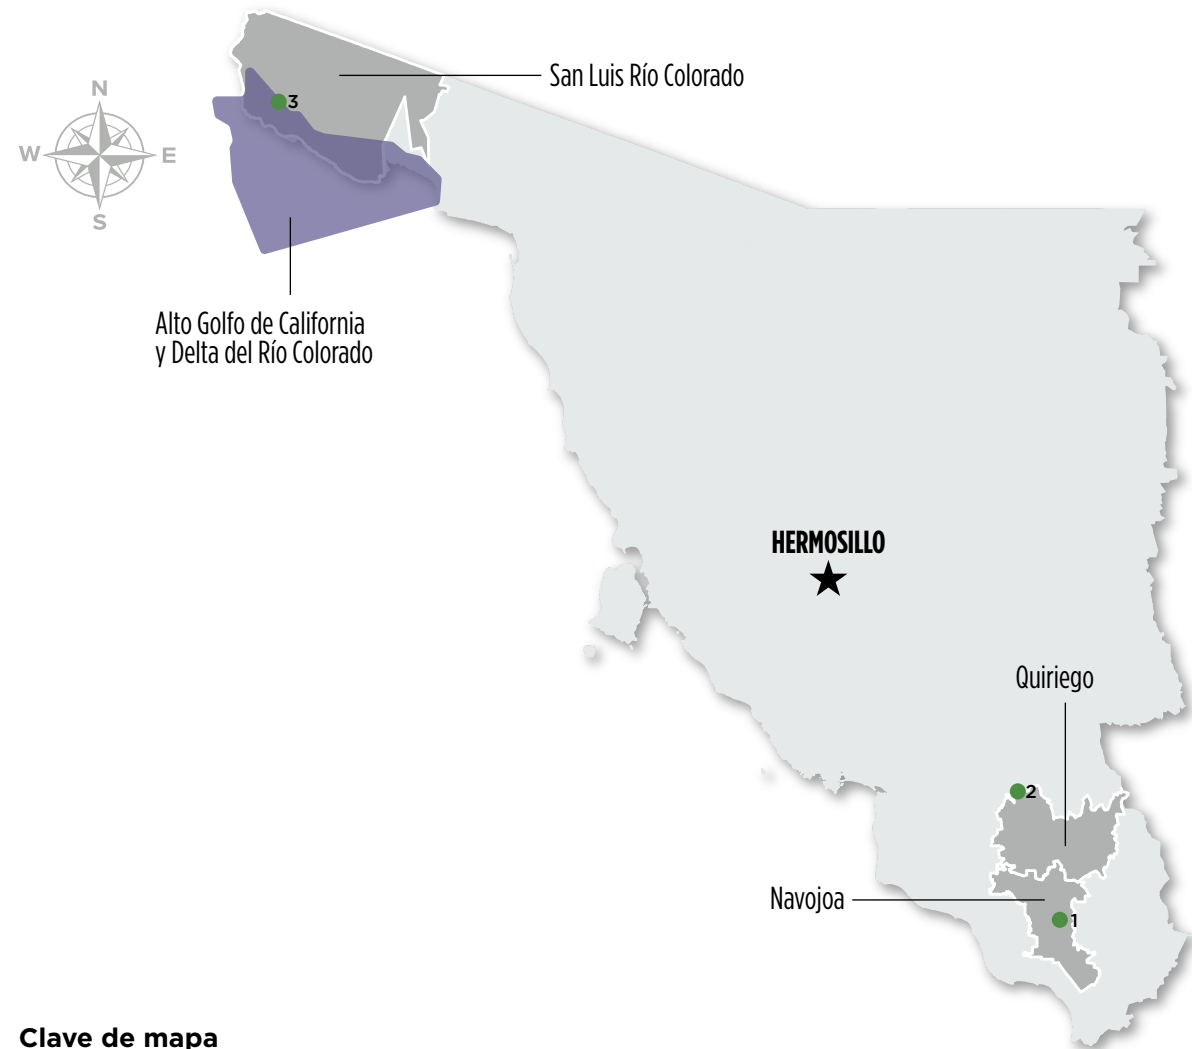 San Luis Río Colorado
N
3
W
E
S
Alto Golfo de California
y Delta del Río Colorado
HERMOSILLO
Quiriego
2
Navojoa
1
Clave de mapa